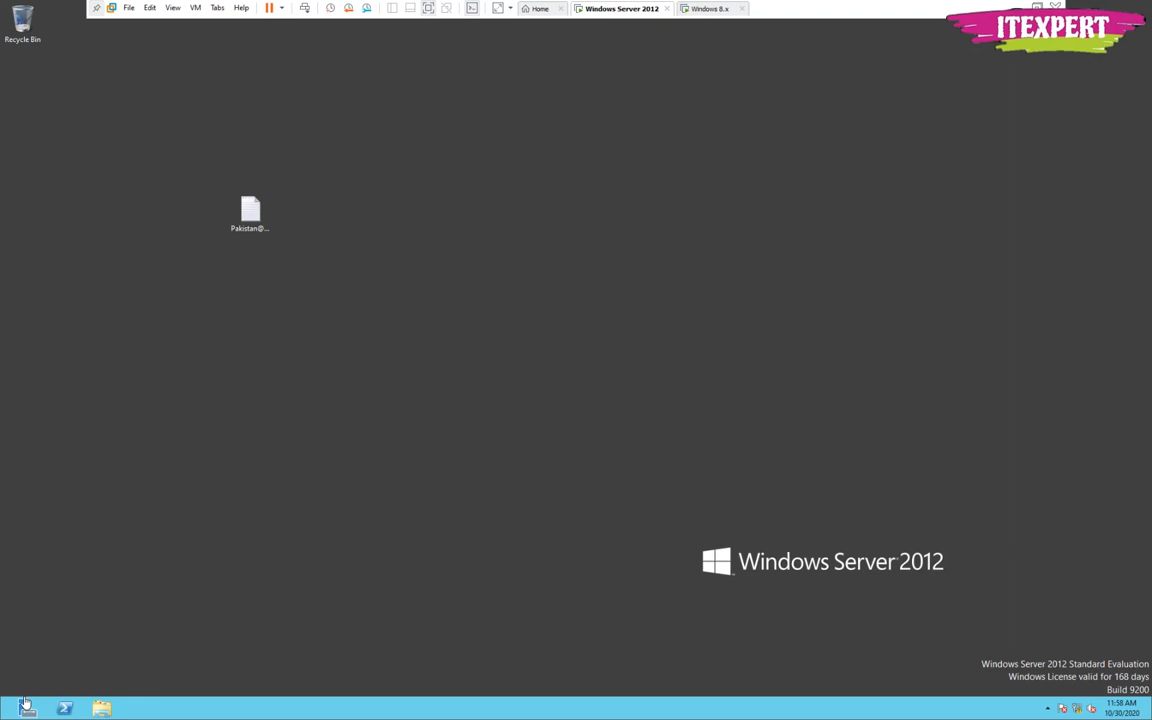 File Edit View VM Tabs Help Home Windows Server 2012 Windows 8.x
ITEXPERT
Recycle Bin
Pakistan@...
Windows Server 2012
Windows Server 2012 Standard Evaluation
Windows License valid for 168 days
Build 9200
11:58 AM
10/30/2020